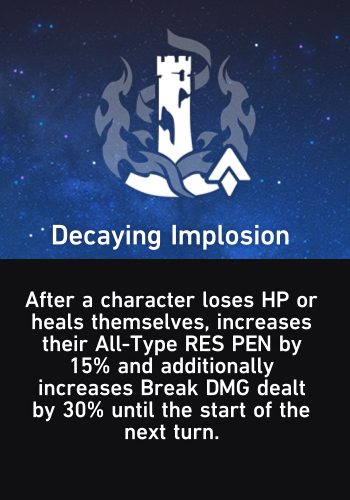 Decaying Implosion
After a character loses HP or
heals themselves, increases
their All-Type RES PEN by
15% and additionally
increases Break DMG dealt
by 30% until the start of the
next turn.